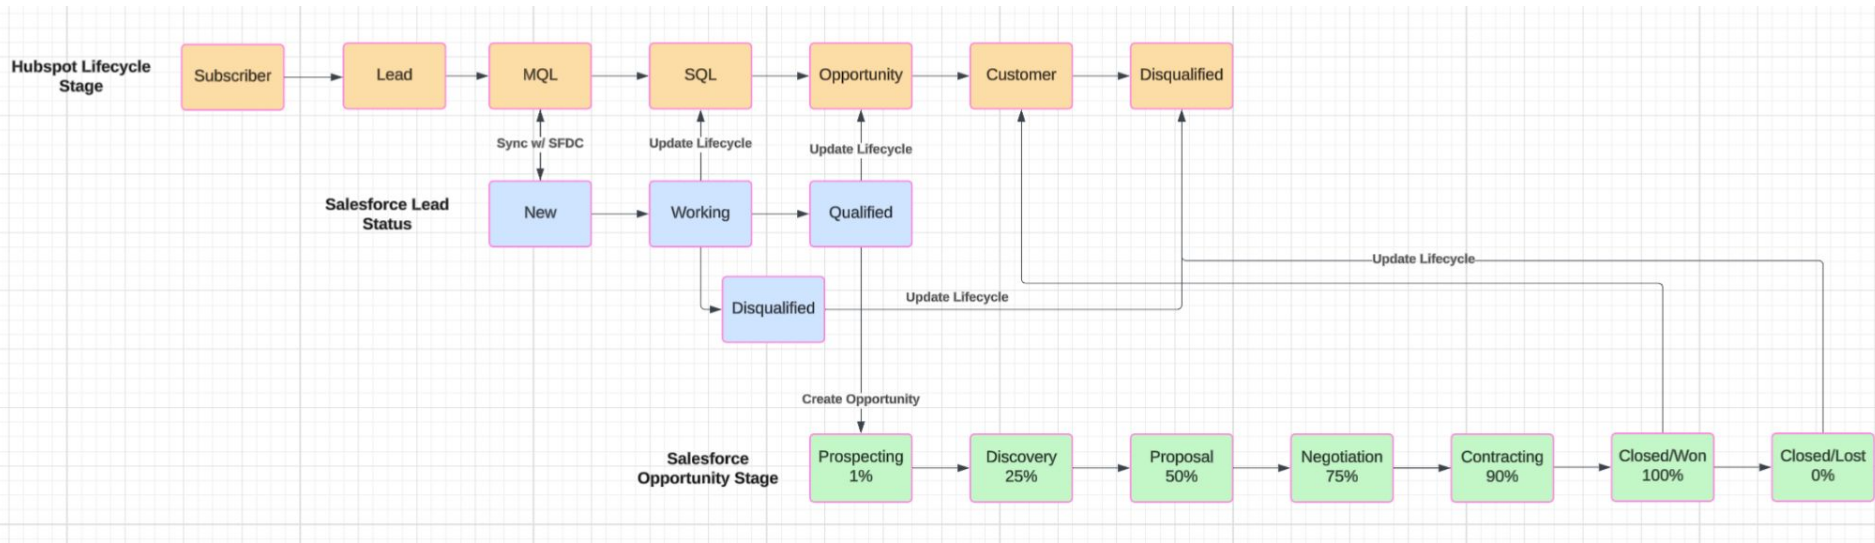 Hubspot Lifecycle
Stage
Subscriber
Lead
MQL
SQL
Opportunity
Customer
Disqualified
Sync w/ SFDC
Update Lifecycle
Update Lifecycle
Salesforce Lead
Status
New
Working
Qualified
Update Lifecycle
Disqualified
Update Lifecycle
Create Opportunity
Salesforce
Opportunity Stage
Prospecting
1%
Discovery
25%
Proposal
50%
Negotiation
75%
Contracting
90%
Closed/Won
100%
Closed/Lost
0%